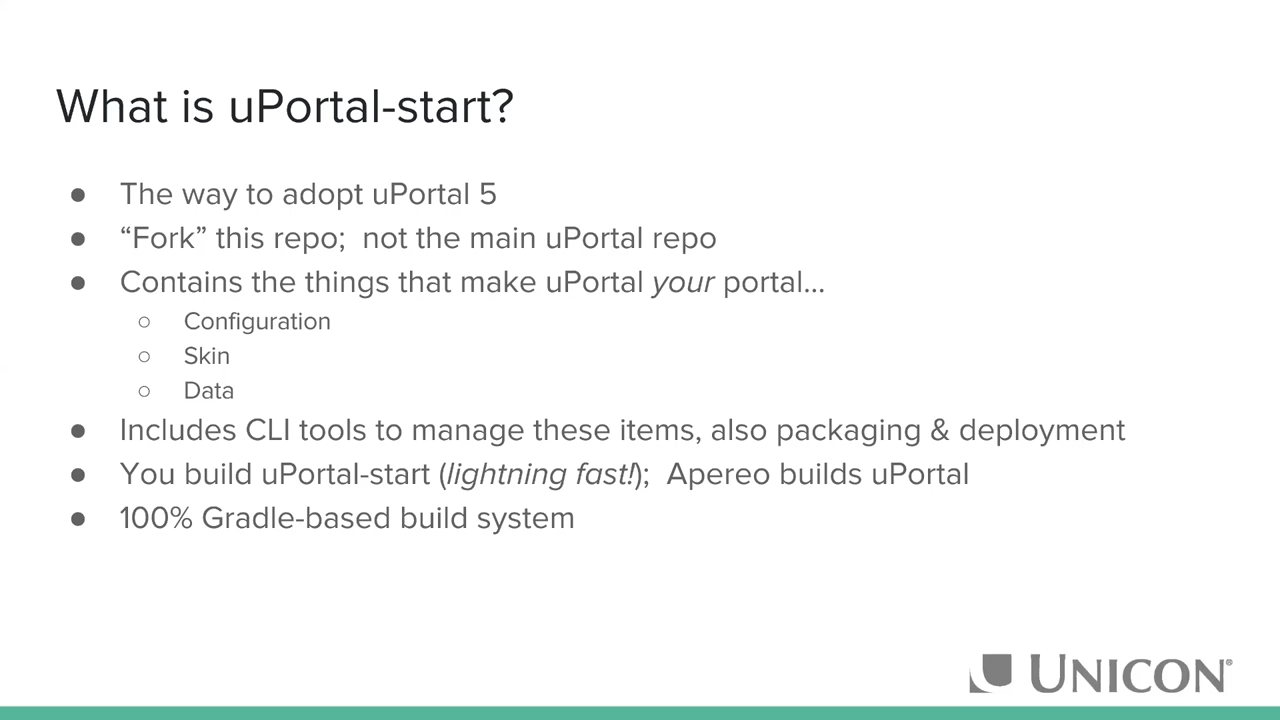 What is uPortal-start?
● The way to adopt uPortal 5
● “Fork” this repo;  not the main uPortal repo
● Contains the things that make uPortal your portal...
○ Configuration
○ Skin
○ Data
● Includes CLI tools to manage these items, also packaging & deployment
● You build uPortal-start (lightning fast!);  Apereo builds uPortal
● 100% Gradle-based build system
UNICON®